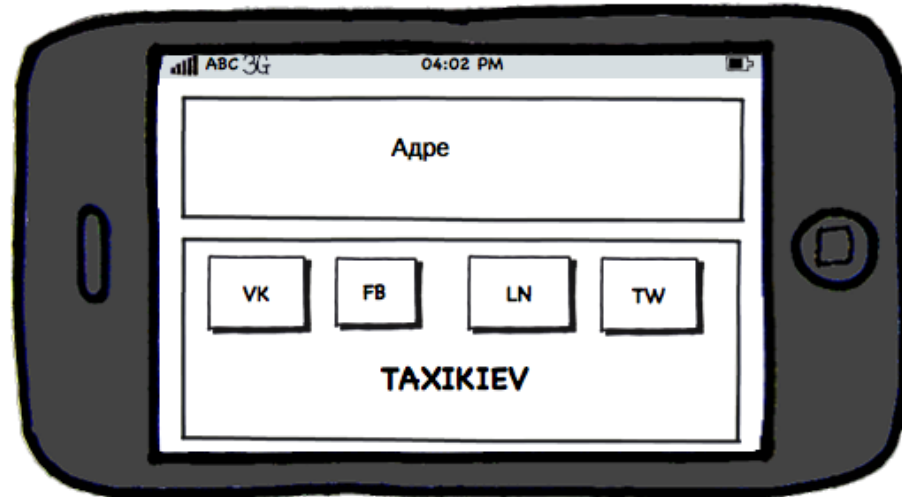 ABC 3G 04:02 PM
Адре
VK FB LN TW
TAXIKIEV